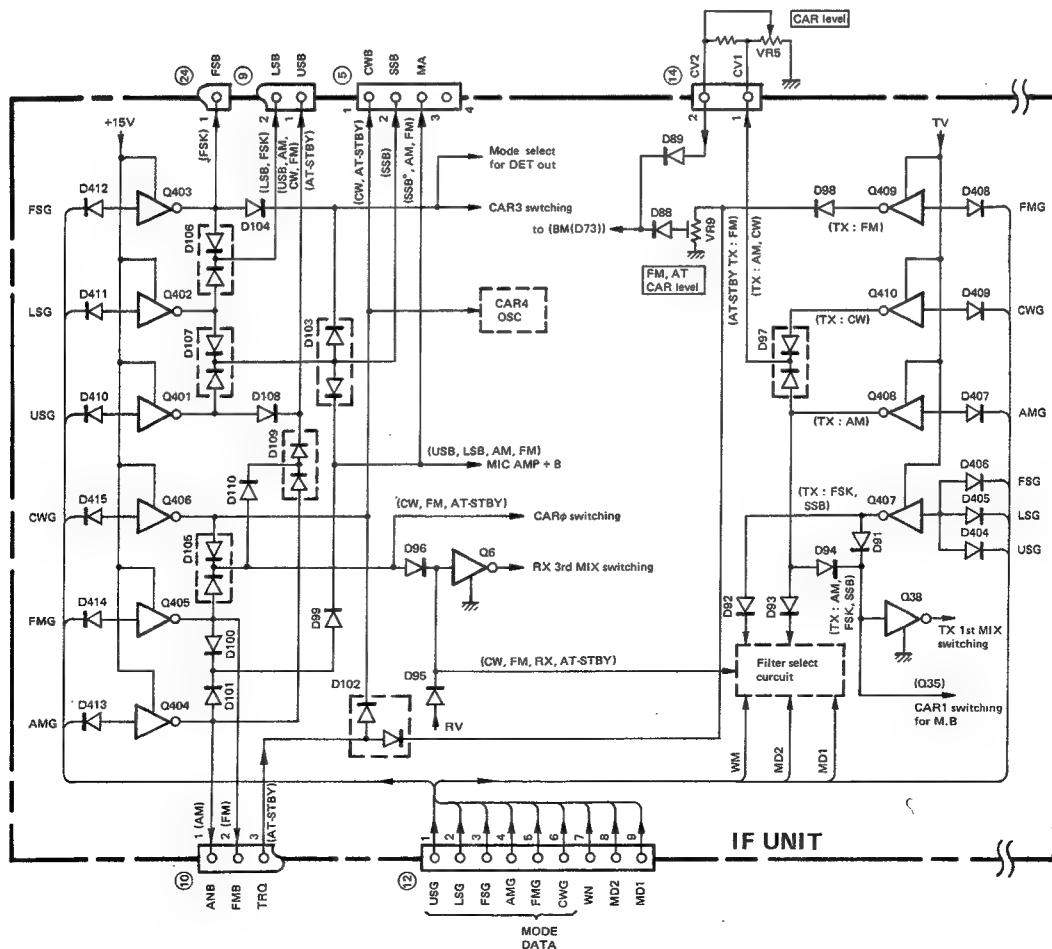 CAR level
VR5
24
FSB
1
9
LSB
USB
2
1
5
CWB
SSB
MA
1
2
3
4
14
CV2
CV1
2
1
+15V
(FSK)
(LSB, FSK)
(USB, AM,
CW, FM)
(AT-STBY)
(CW, AT-STBY)
(SSB)
(SSB°, AM, FM)
Mode select
for DET out
CAR3 swtching
TV
D89
D88
VR9
to (BM(D73))
FM, AT
CAR level
(AT-STBY TX : FM)
(TX : AM, CW)
D98
Q409
D408
FMG
(TX : FM)
FSG
D412
Q403
D104
D106
LSG
D411
Q402
D107
D103
CAR4
OSC
Q410
D409
CWG
(TX : CW)
D97
USG
D410
Q401
D108
D109
D110
(USB, LSB, AM, FM)
MIC AMP + B
Q408
D407
AMG
(TX : AM)
CWG
D415
Q406
D105
(CW, FM, AT-STBY)
CARφ switching
D96
Q6
RX 3rd MIX switching
(TX : FSK,
SSB)
Q407
D406
D405
D404
FSG
LSG
USG
D91
D94
D92
D93
(TX : AM,
FSK, SSB)
Q38
TX 1st MIX
switching
FMG
D414
Q405
D100
D99
(CW, FM, RX, AT-STBY)
D95
RV
Filter select
curcuit
(Q35)
CAR1 switching
for M.B
AMG
D413
Q404
D101
D102
WM
MD2
MD1
1
(AM)
2
(FM)
3
(AT-STBY)
10
ANB
FMB
TRQ
1
2
3
4
5
6
7
8
9
12
USG
LSG
FSG
AMG
FMG
CWG
WN
MD2
MD1
MODE
DATA
IF UNIT